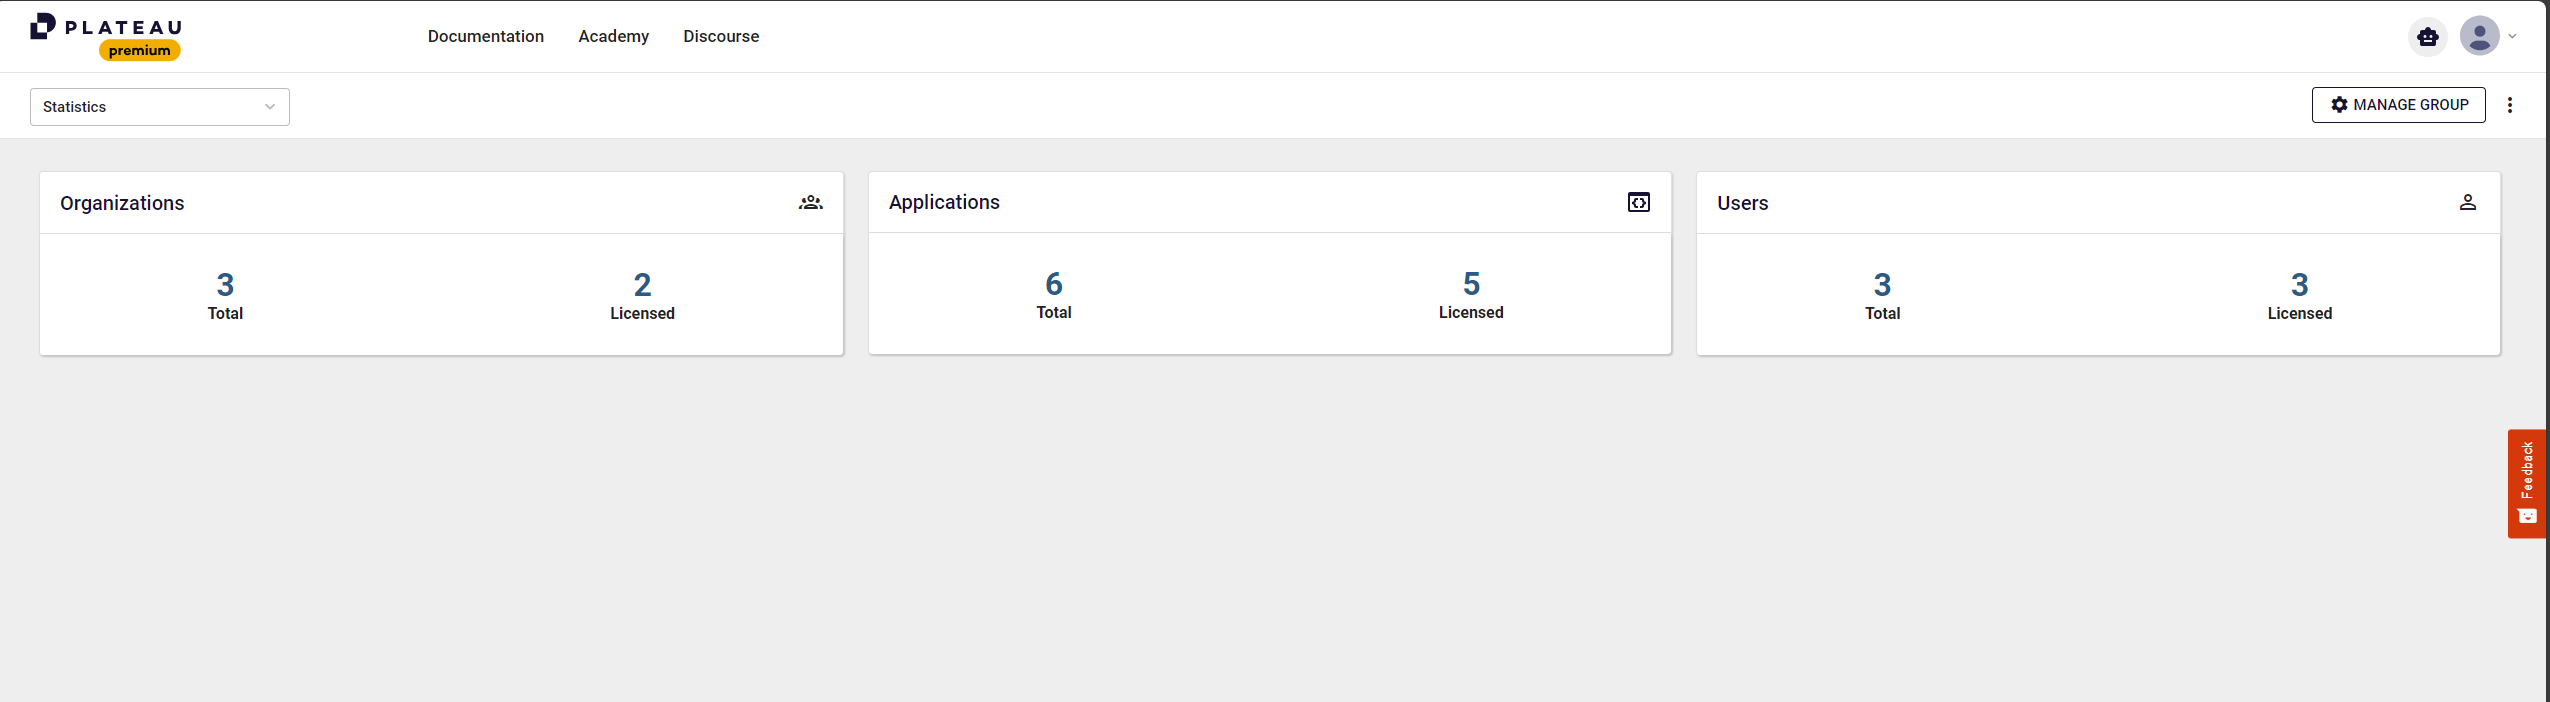 PLATEAU
premium
Documentation Academy Discourse
Statistics
MANAGE GROUP
Organizations
3
Total
2
Licensed
Applications
6
Total
5
Licensed
Users
3
Total
3
Licensed
Feedback